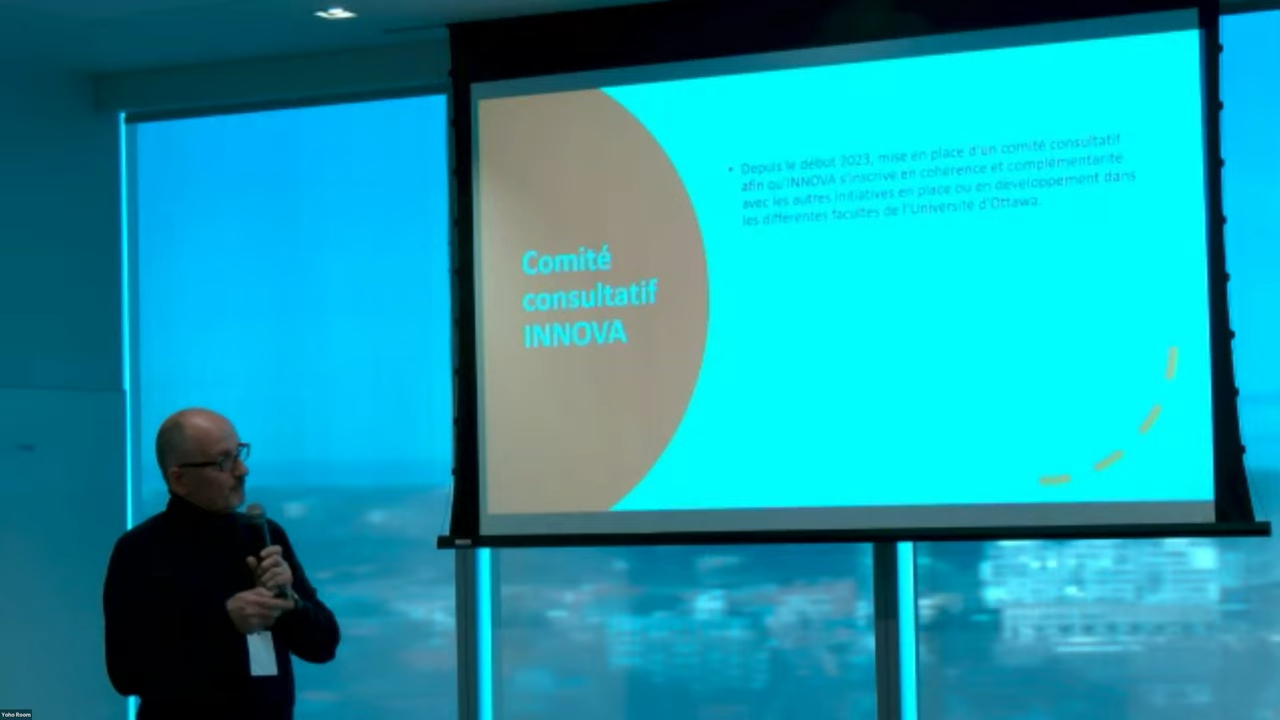 Comité
consultatif
INNOVA
• Depuis le début 2023, mise en place d'un comité consultatif
afin qu'INNOVA s'inscrive en cohérence et complémentarité
avec les autres initiatives en place ou en développement dans
les différentes facultés de l'Université d'Ottawa.
Yoho Room